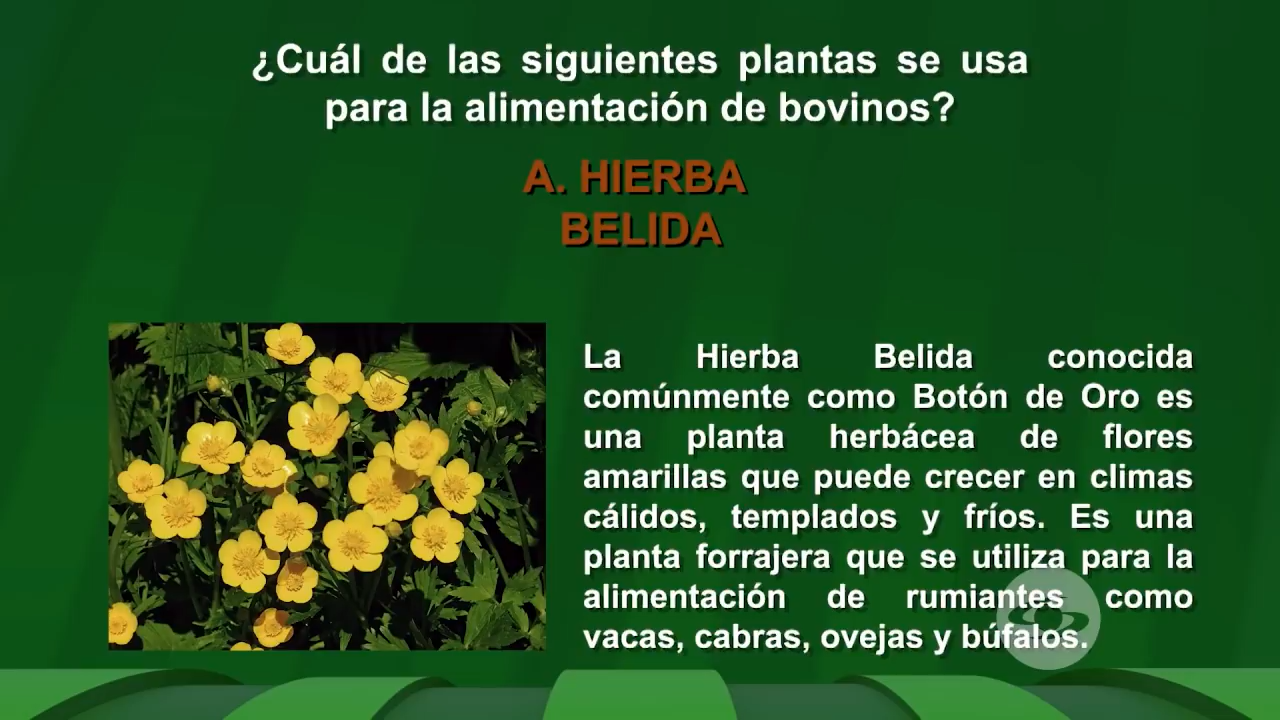 ¿Cuál de las siguientes plantas se usa
para la alimentación de bovinos?
A. HIERBA
BELIDA
La Hierba Belida conocida
comúnmente como Botón de Oro es
una planta herbácea de flores
amarillas que puede crecer en climas
cálidos, templados y fríos. Es una
planta forrajera que se utiliza para la
alimentación de rumiantes como
vacas, cabras, ovejas y búfalos.